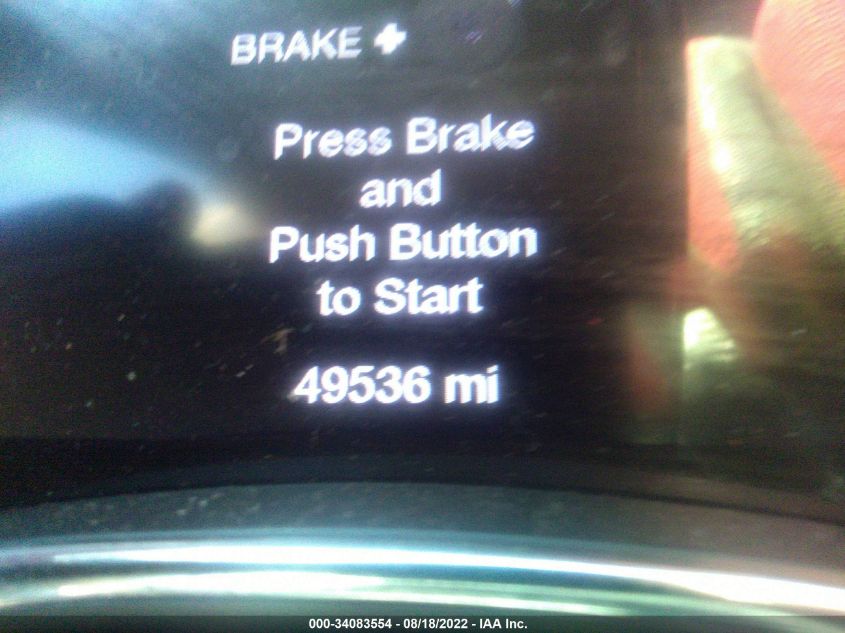 BRAKE +
Press Brake
and
Push Button
to Start
49536 mi
000-34083554 - 08/18/2022 - IAA Inc.